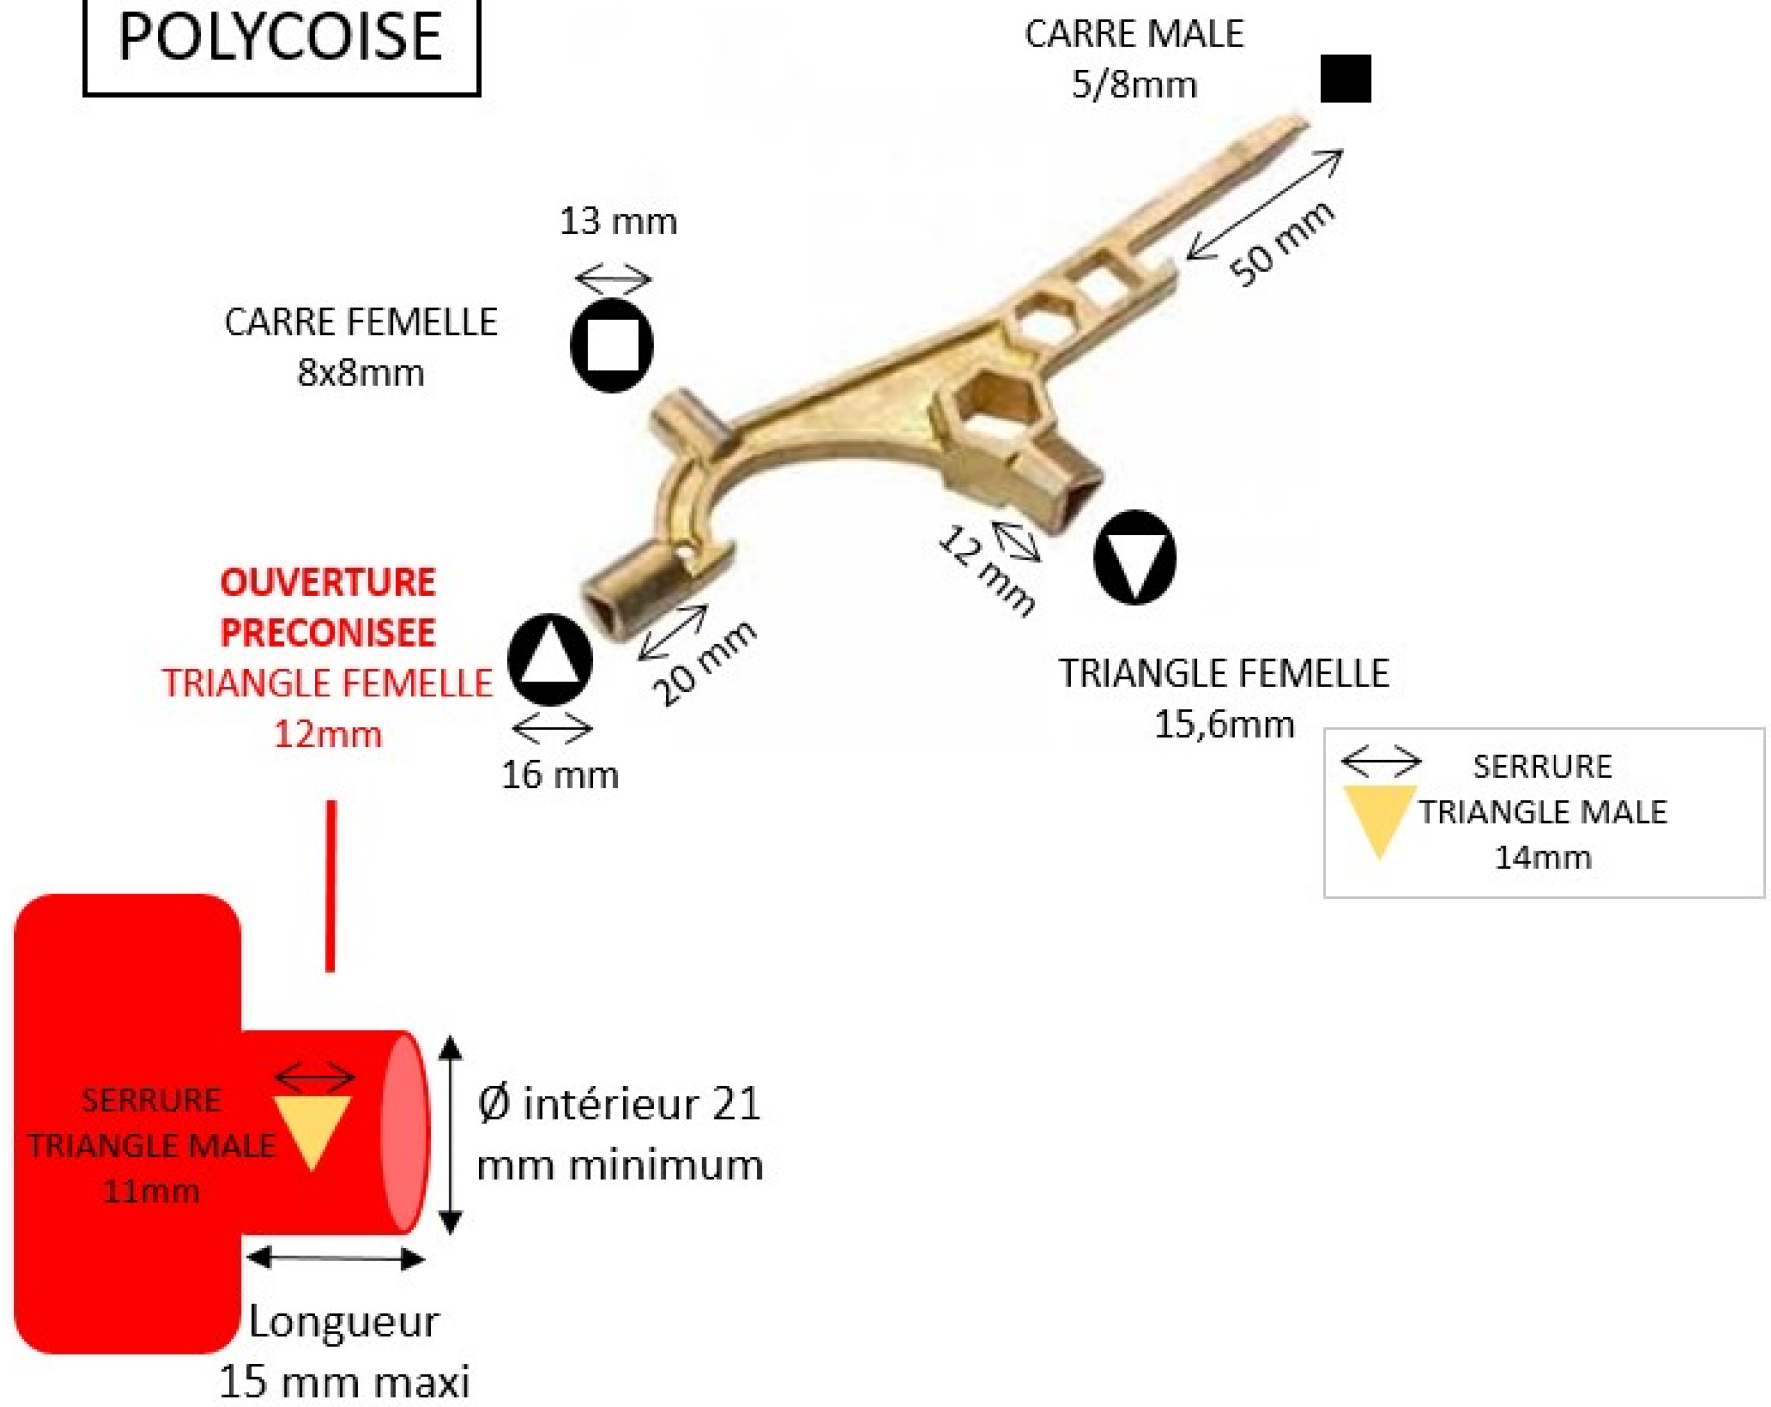 POLYCOISE
CARRE MALE
5/8mm
50 mm
13 mm
CARRE FEMELLE
8x8mm
12 mm
OUVERTURE
PRECONISEE
TRIANGLE FEMELLE
12mm
20 mm
16 mm
TRIANGLE FEMELLE
15,6mm
SERRURE
TRIANGLE MALE
14mm
SERRURE
TRIANGLE MALE
11mm
Ø intérieur 21
mm minimum
Longueur
15 mm maxi